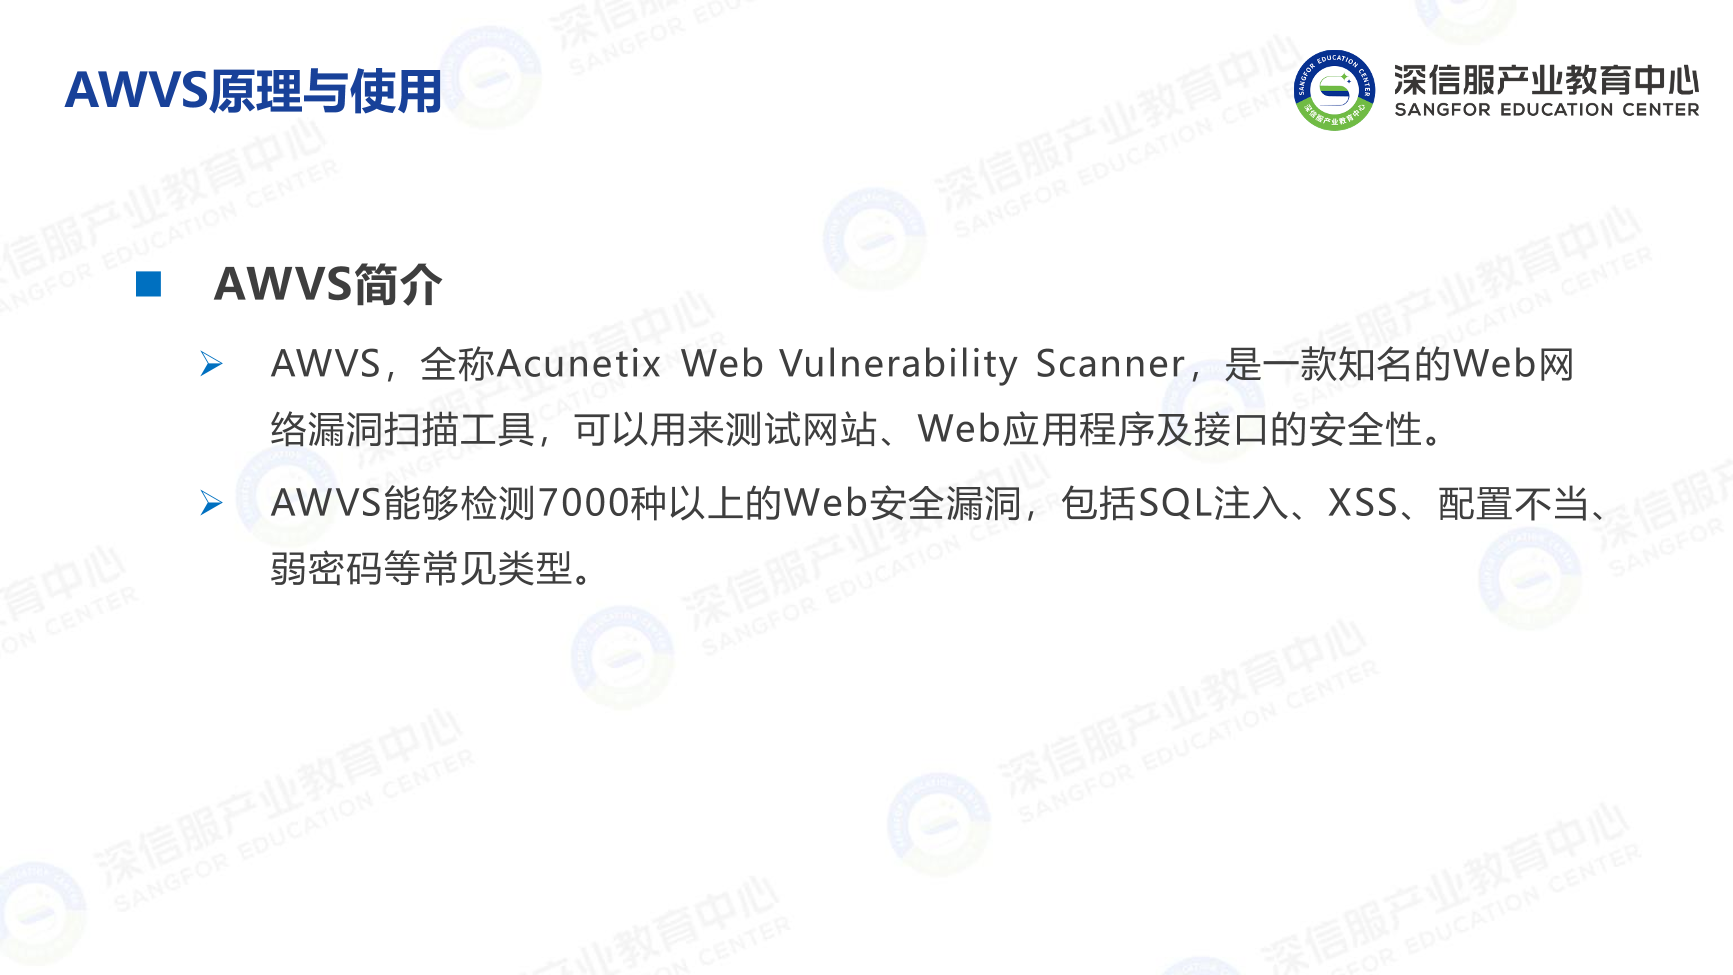 AWVS原理与使用
深信服产业教育中心
SANGFOR EDUCATION CENTER
AWVS简介
AWVS，全称Acunetix Web Vulnerability Scanner，是一款知名的Web网
络漏洞扫描工具，可以用来测试网站、Web应用程序及接口的安全性。
AWVS能够检测7000种以上的Web安全漏洞，包括SQL注入、XSS、配置不当、
弱密码等常见类型。